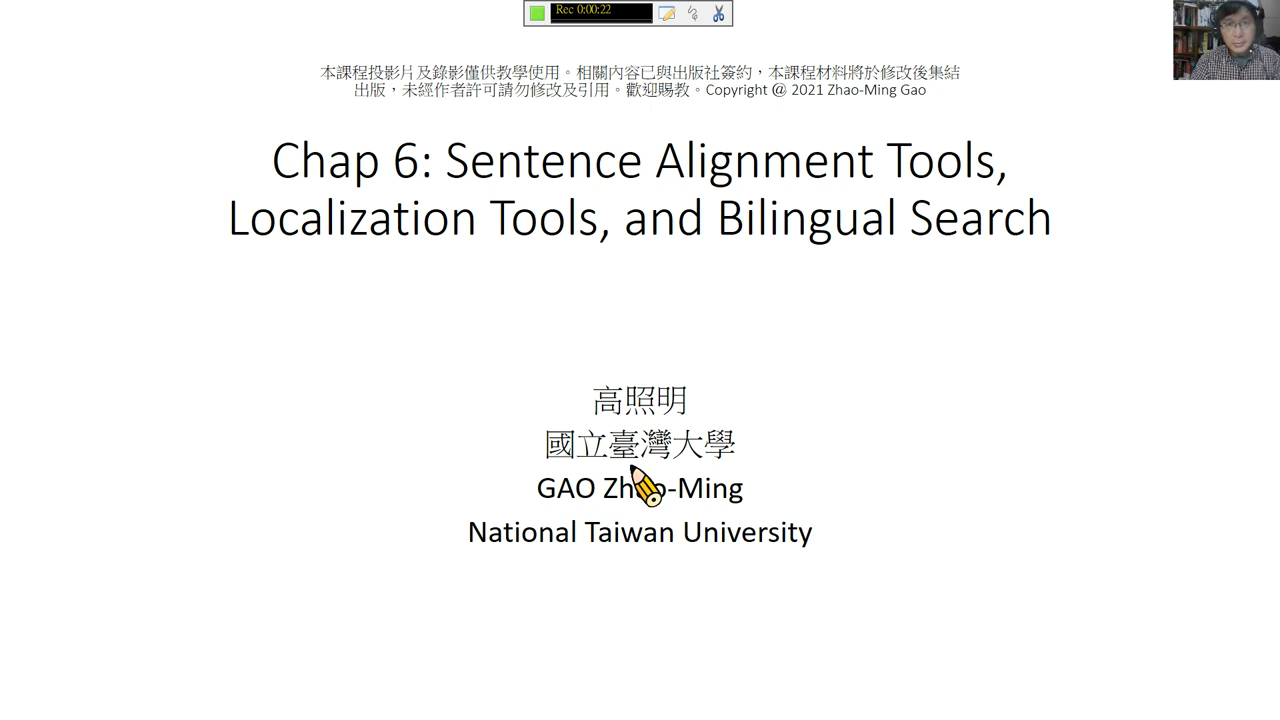 Rec 0:00:22
本課程投影片及錄影僅供教學使用。相關內容已與出版社簽約，本課程材料將於修改後集結
出版，未經作者許可請勿修改及引用。歡迎賜教。Copyright @ 2021 Zhao-Ming Gao
Chap 6: Sentence Alignment Tools,
Localization Tools, and Bilingual Search
高照明
國立臺灣大學
GAO Zhao-Ming
National Taiwan University